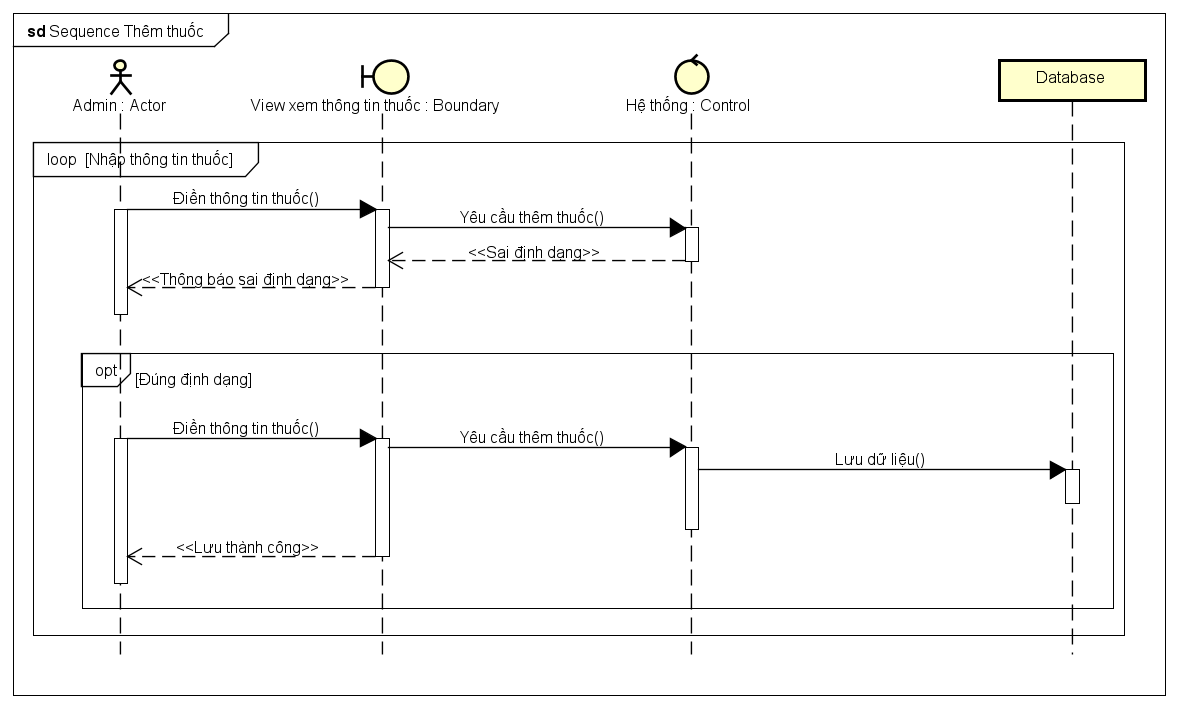 sd Sequence Thêm thuốc
Admin : Actor
View xem thông tin thuốc : Boundary
Hệ thống : Control
Database
loop [Nhập thông tin thuốc]
Điền thông tin thuốc()
Yêu cầu thêm thuốc()
<<Sai định dạng>>
<<Thông báo sai định dạng>>
opt
[Đúng định dạng]
Điền thông tin thuốc()
Yêu cầu thêm thuốc()
Lưu dữ liệu()
<<Lưu thành công>>